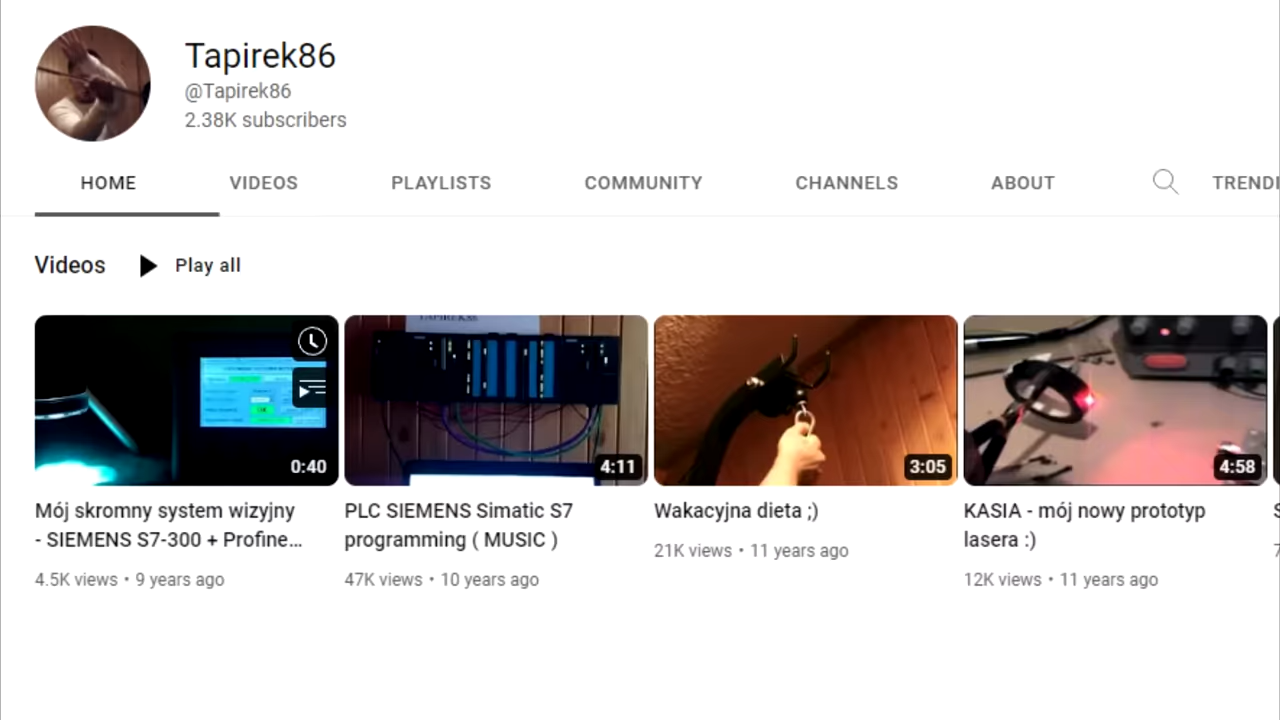 Tapirek86
@Tapirek86
2.38K subscribers
HOME VIDEOS PLAYLISTS COMMUNITY CHANNELS ABOUT TRENDI
Videos Play all
0:40 4:11 3:05 4:58
Mój skromny system wizyjny
- SIEMENS S7-300 + Profine...
4.5K views • 9 years ago
PLC SIEMENS Simatic S7
programming ( MUSIC )
47K views • 10 years ago
Wakacyjna dieta ;)
21K views • 11 years ago
KASIA - mój nowy prototyp
lasera :)
12K views • 11 years ago